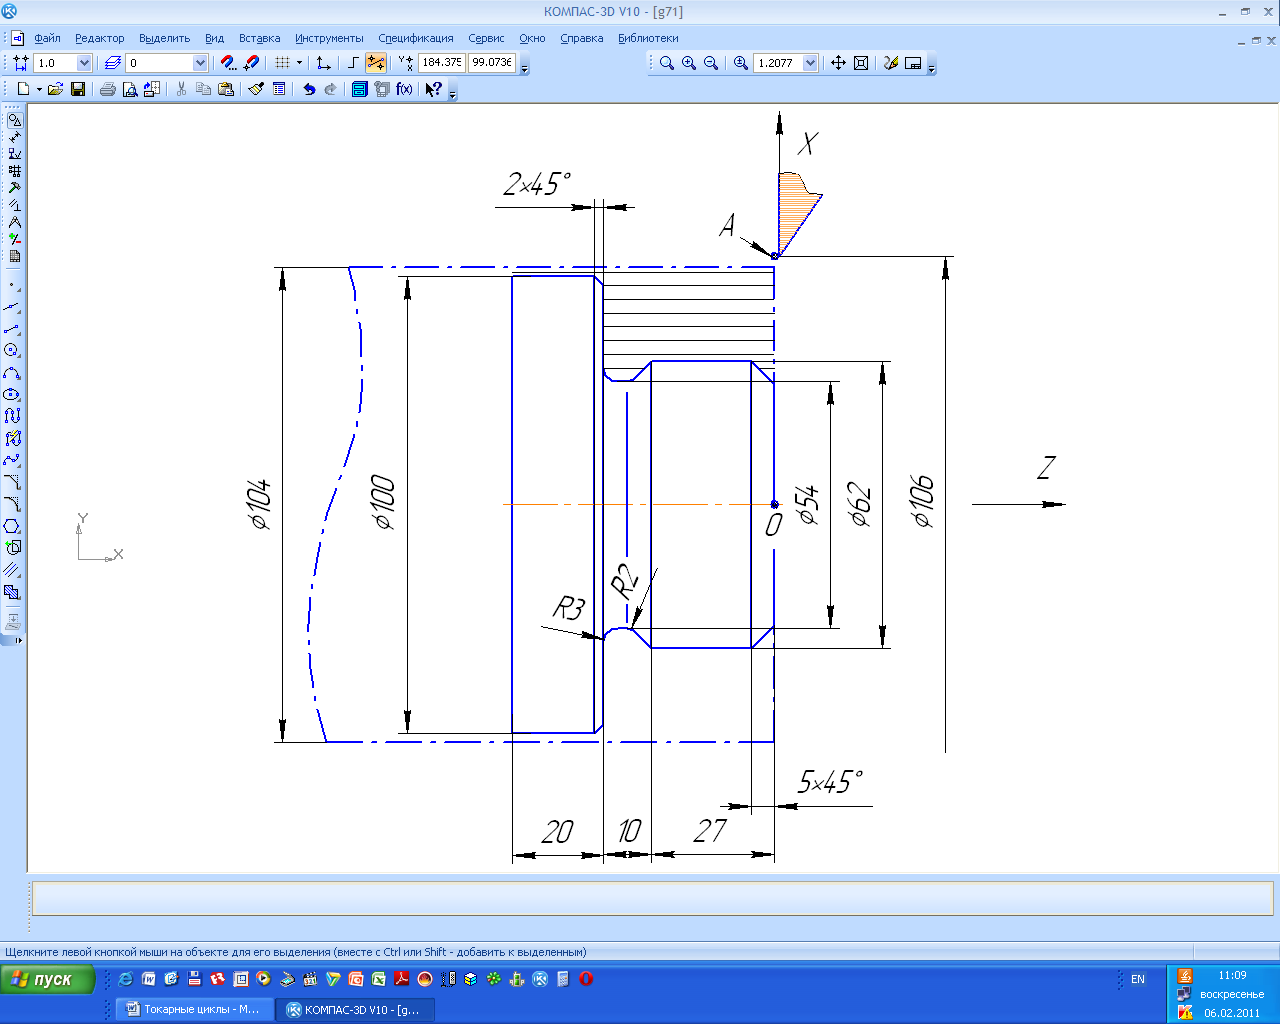 КОМПАС-3D V10 - [g71]
Файл Редактор Выделить Вид Вставка Инструменты Спецификация Сервис Окно Справка Библиотеки
1.0 0 184.375 99.0736 1.2077
f(x)
X
2×45°
A
Z
ϕ104
ϕ100
ϕ54
ϕ62
ϕ106
O
Y
X
R2
R3
5×45°
20
10
27
Щелкните левой кнопкой мыши на объекте для его выделения (вместе с Ctrl или Shift - добавить к выделенным)
пуск
EN
11:09
воскресенье
06.02.2011
Токарные циклы - М...
КОМПАС-3D V10 - [g...